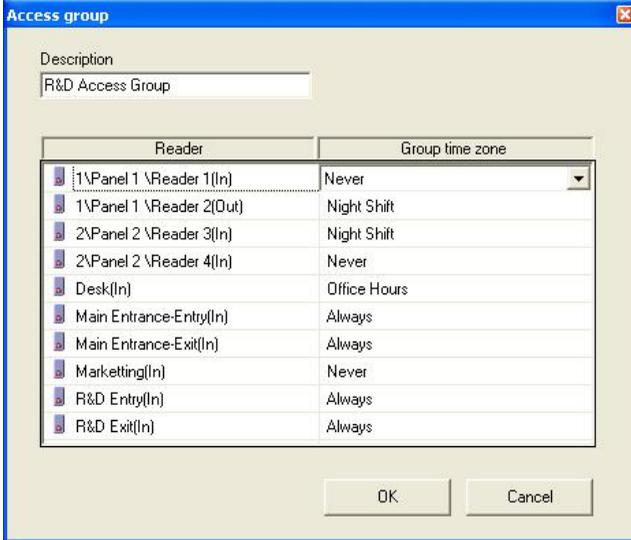 Access group
Description
R&D Access Group
Reader Group time zone
1\Panel 1 \Reader 1(In) Never
1\Panel 1 \Reader 2(Out) Night Shift
2\Panel 2 \Reader 3(In) Night Shift
2\Panel 2 \Reader 4(In) Never
Desk(In) Office Hours
Main Entrance-Entry(In) Always
Main Entrance-Exit(In) Always
Marketting(In) Never
R&D Entry(In) Always
R&D Exit(In) Always
OK Cancel